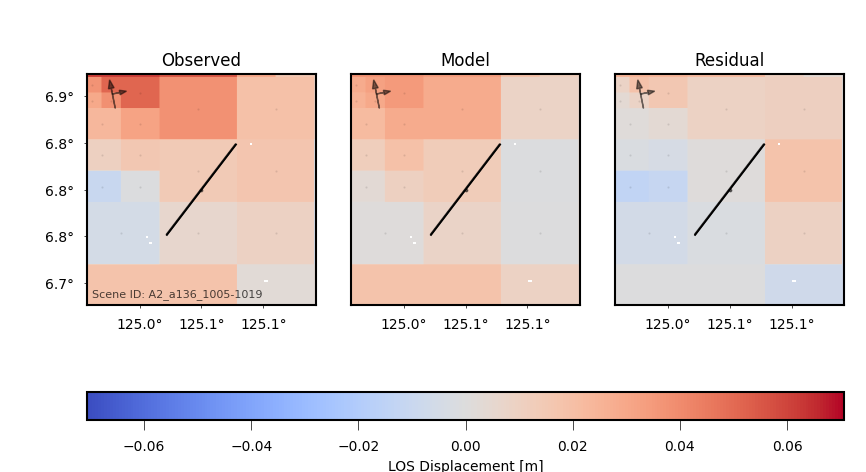 Observed
Model
Residual
6.9°
6.8°
6.8°
6.8°
6.7°
Scene ID: A2_a136_1005-1019
125.0° 125.1° 125.1°
125.0° 125.1° 125.1°
125.0° 125.1° 125.1°
−0.06 −0.04 −0.02 0.00 0.02 0.04 0.06
LOS Displacement [m]